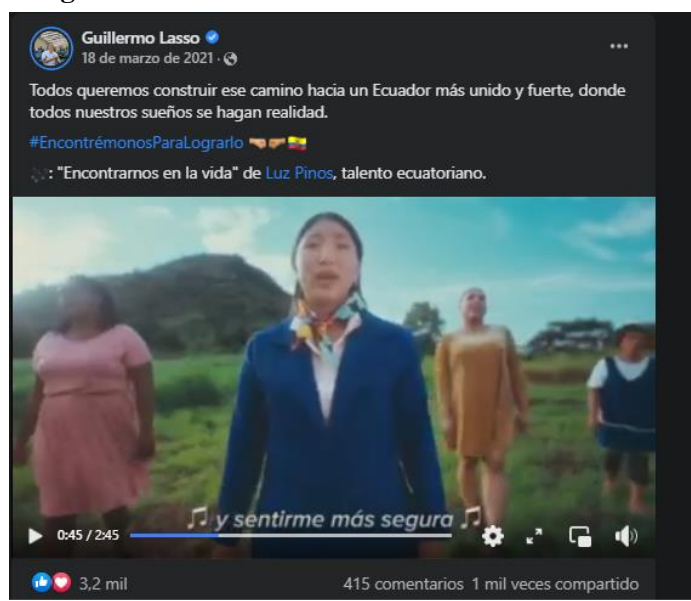 Guillermo Lasso
18 de marzo de 2021 ·
Todos queremos construir ese camino hacia un Ecuador más unido y fuerte, donde
todos nuestros sueños se hagan realidad.
#EncontrémonosParaLograrlo 🤜🤛🇪🇨
🎶: "Encontrarnos en la vida" de Luz Pinos, talento ecuatoriano.
🎵 y sentirme más segura 🎵
0:45 / 2:45
3,2 mil
415 comentarios 1 mil veces compartido